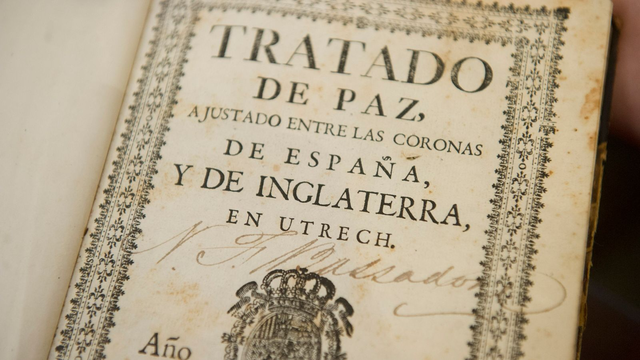 TRATADO
DE PAZ,
AJUSTADO ENTRE LAS CORONAS
DE ESPAÑA,
Y DE INGLATERRA,
EN UTRECH.
Año